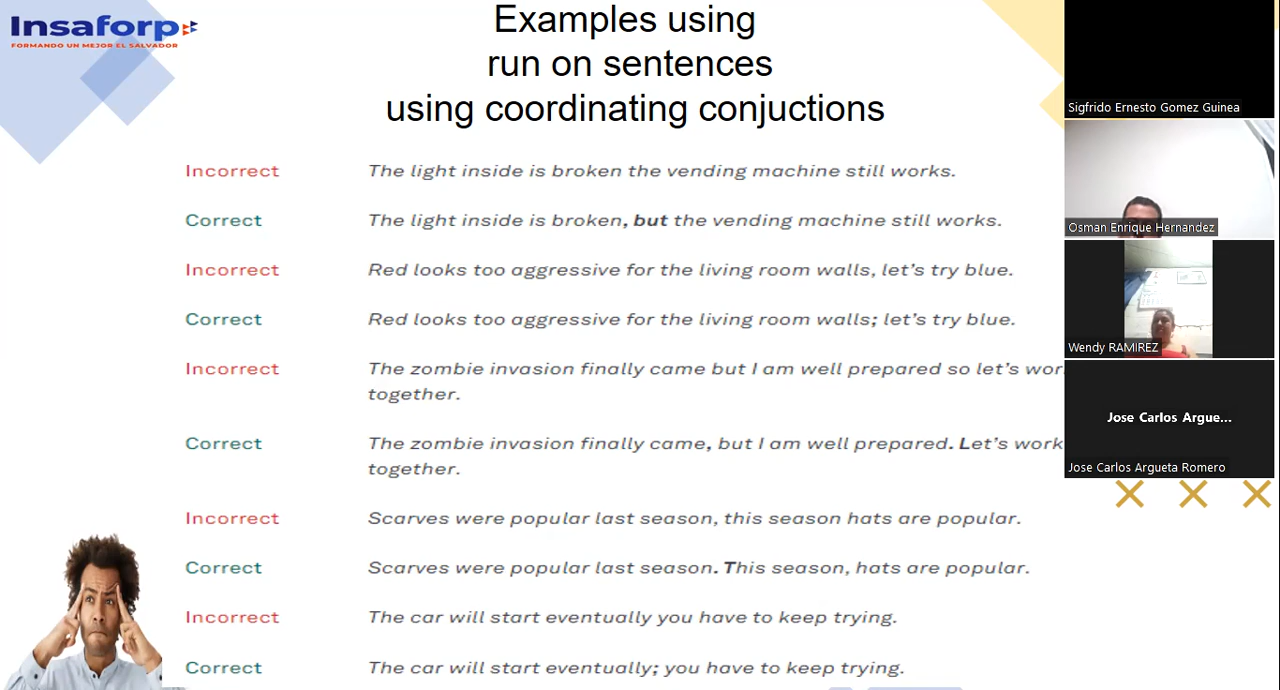 Insaforp
FORMANDO UN MEJOR EL SALVADOR
Examples using
run on sentences
using coordinating conjuctions
Incorrect The light inside is broken the vending machine still works.
Correct The light inside is broken, but the vending machine still works.
Incorrect Red looks too aggressive for the living room walls, let's try blue.
Correct Red looks too aggressive for the living room walls; let's try blue.
Incorrect The zombie invasion finally came but I am well prepared so let's wor
together.
Correct The zombie invasion finally came, but I am well prepared. Let's work
together.
Incorrect Scarves were popular last season, this season hats are popular.
Correct Scarves were popular last season. This season, hats are popular.
Incorrect The car will start eventually you have to keep trying.
Correct The car will start eventually; you have to keep trying.
Sigfrido Ernesto Gomez Guinea
Osman Enrique Hernandez
Wendy RAMIREZ
Jose Carlos Argue...
Jose Carlos Argueta Romero